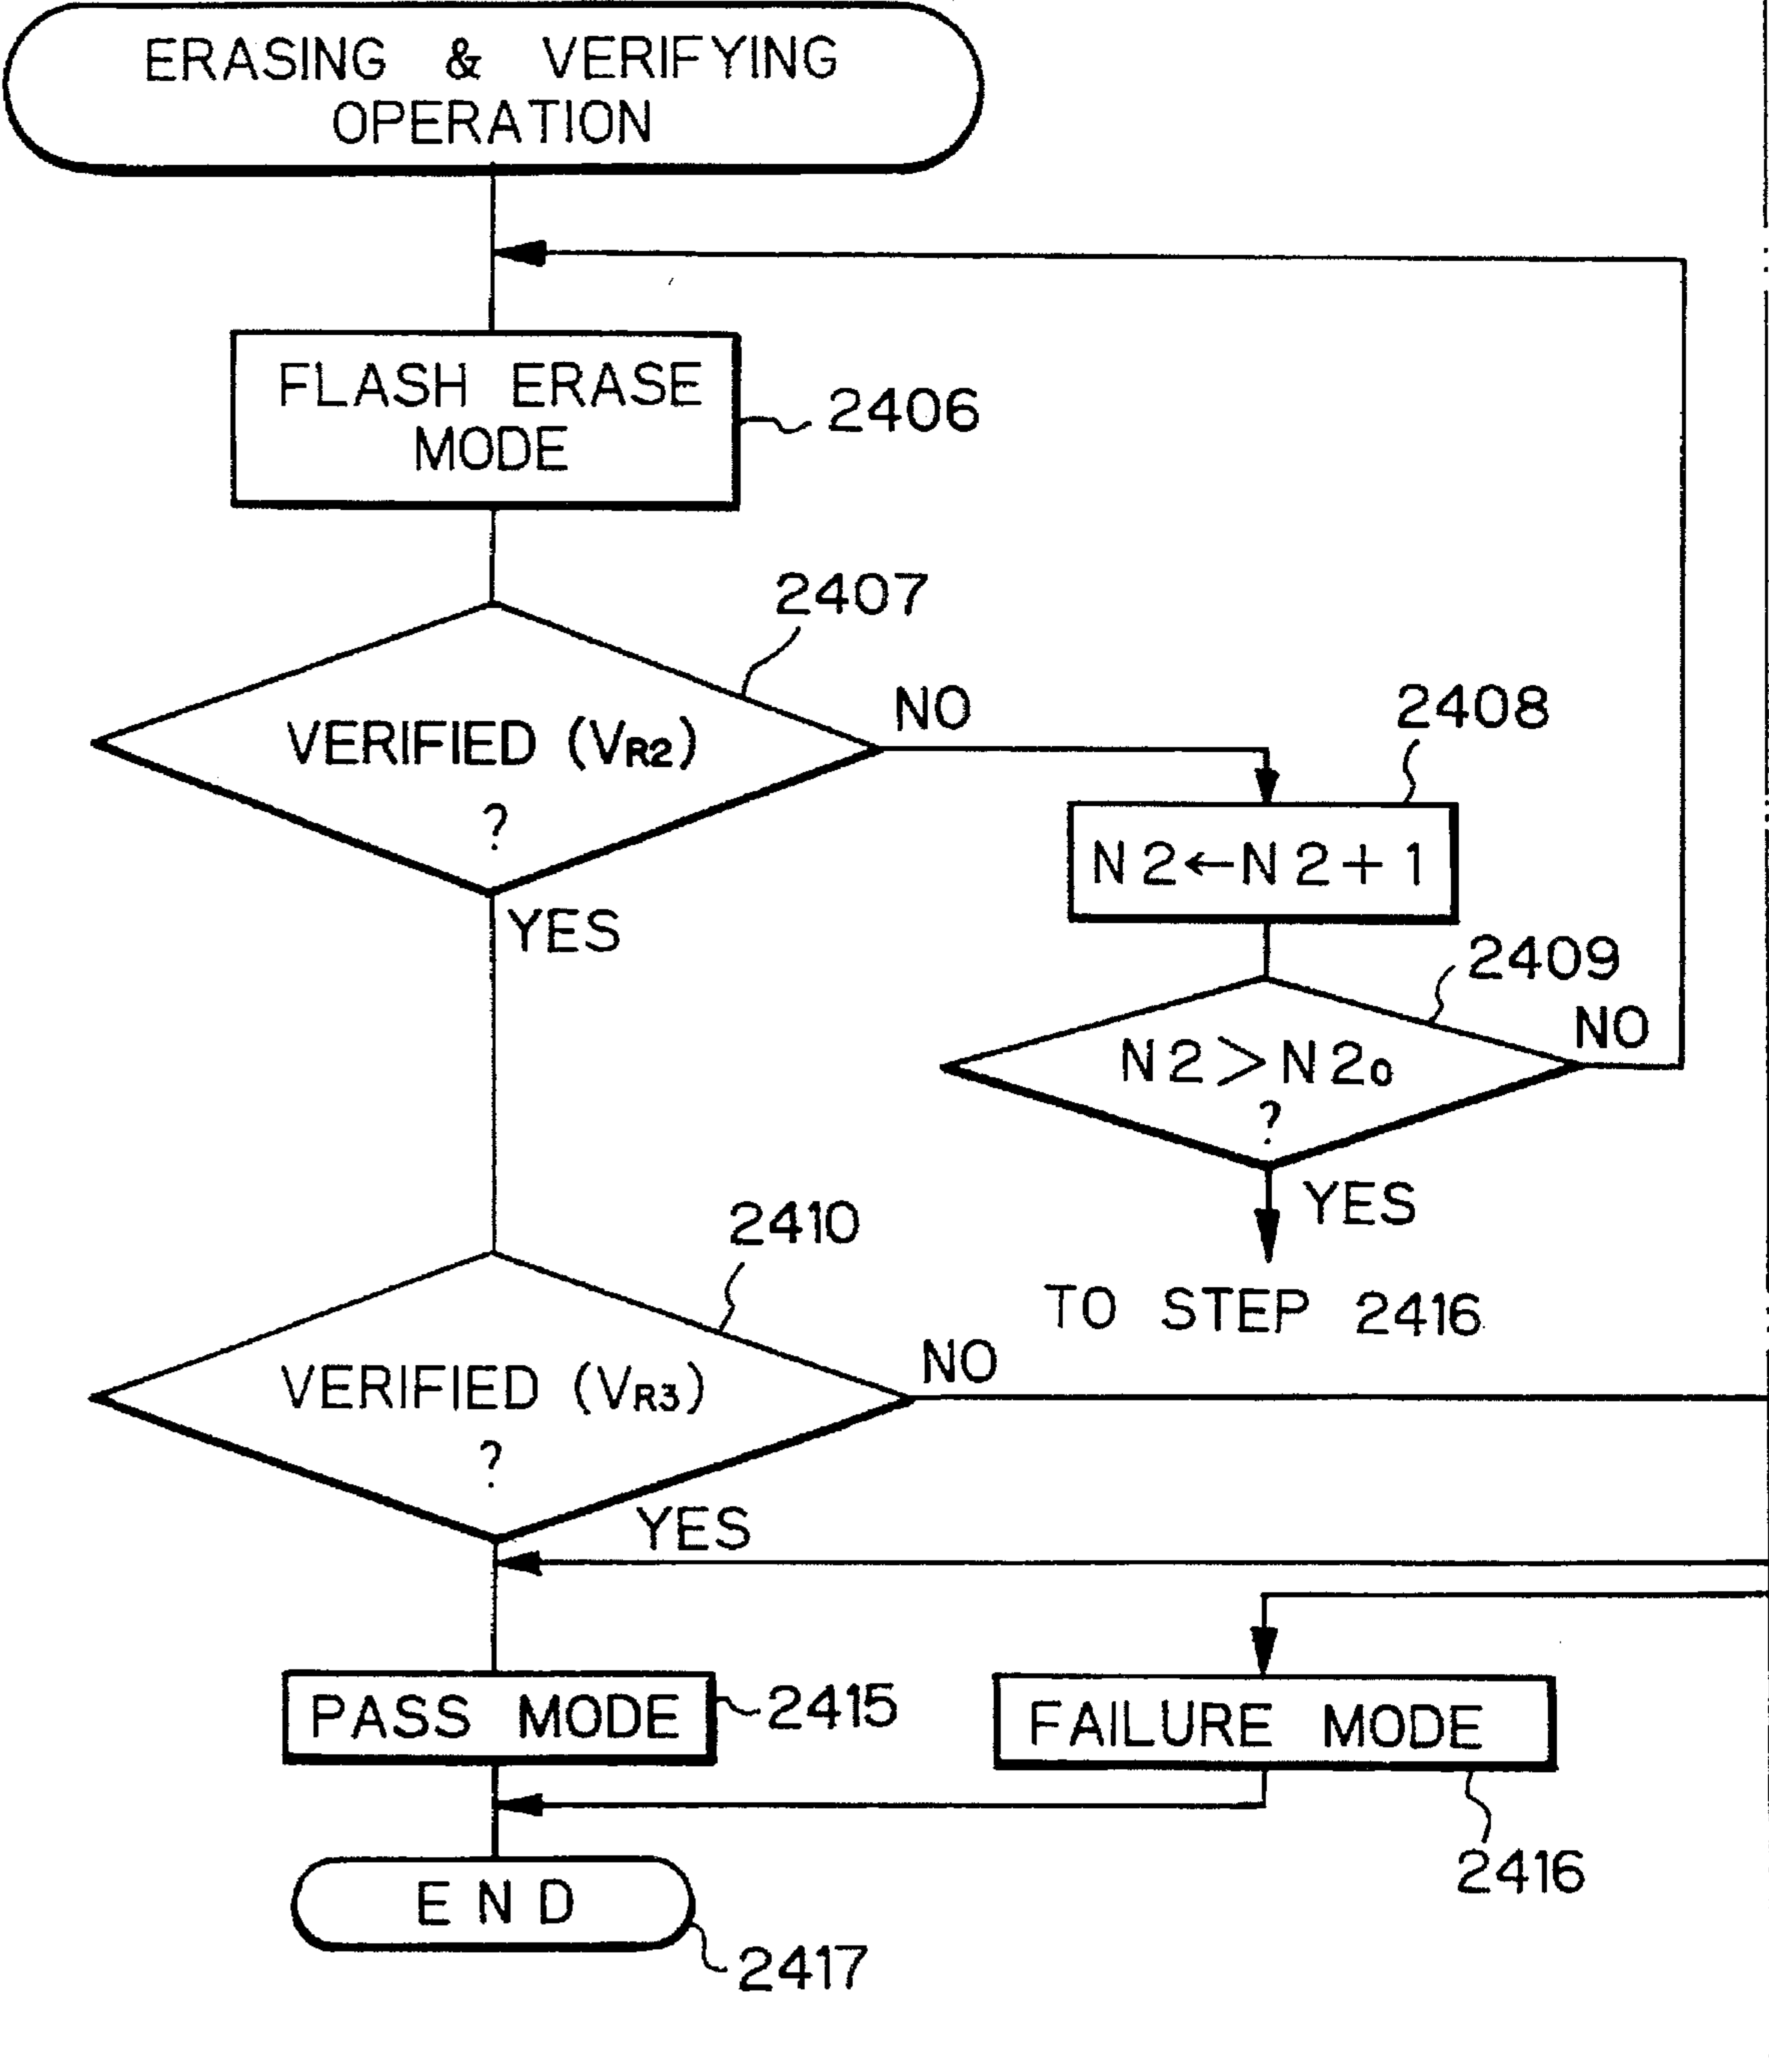 ERASING & VERIFYING
OPERATION
FLASH ERASE
MODE
2406
2407
VERIFIED (VR2)
?
NO
YES
2408
N2←N2+1
2409
N2>N20
?
NO
YES
TO STEP 2416
2410
VERIFIED (VR3)
?
NO
YES
PASS MODE
2415
FAILURE MODE
2416
END
2417